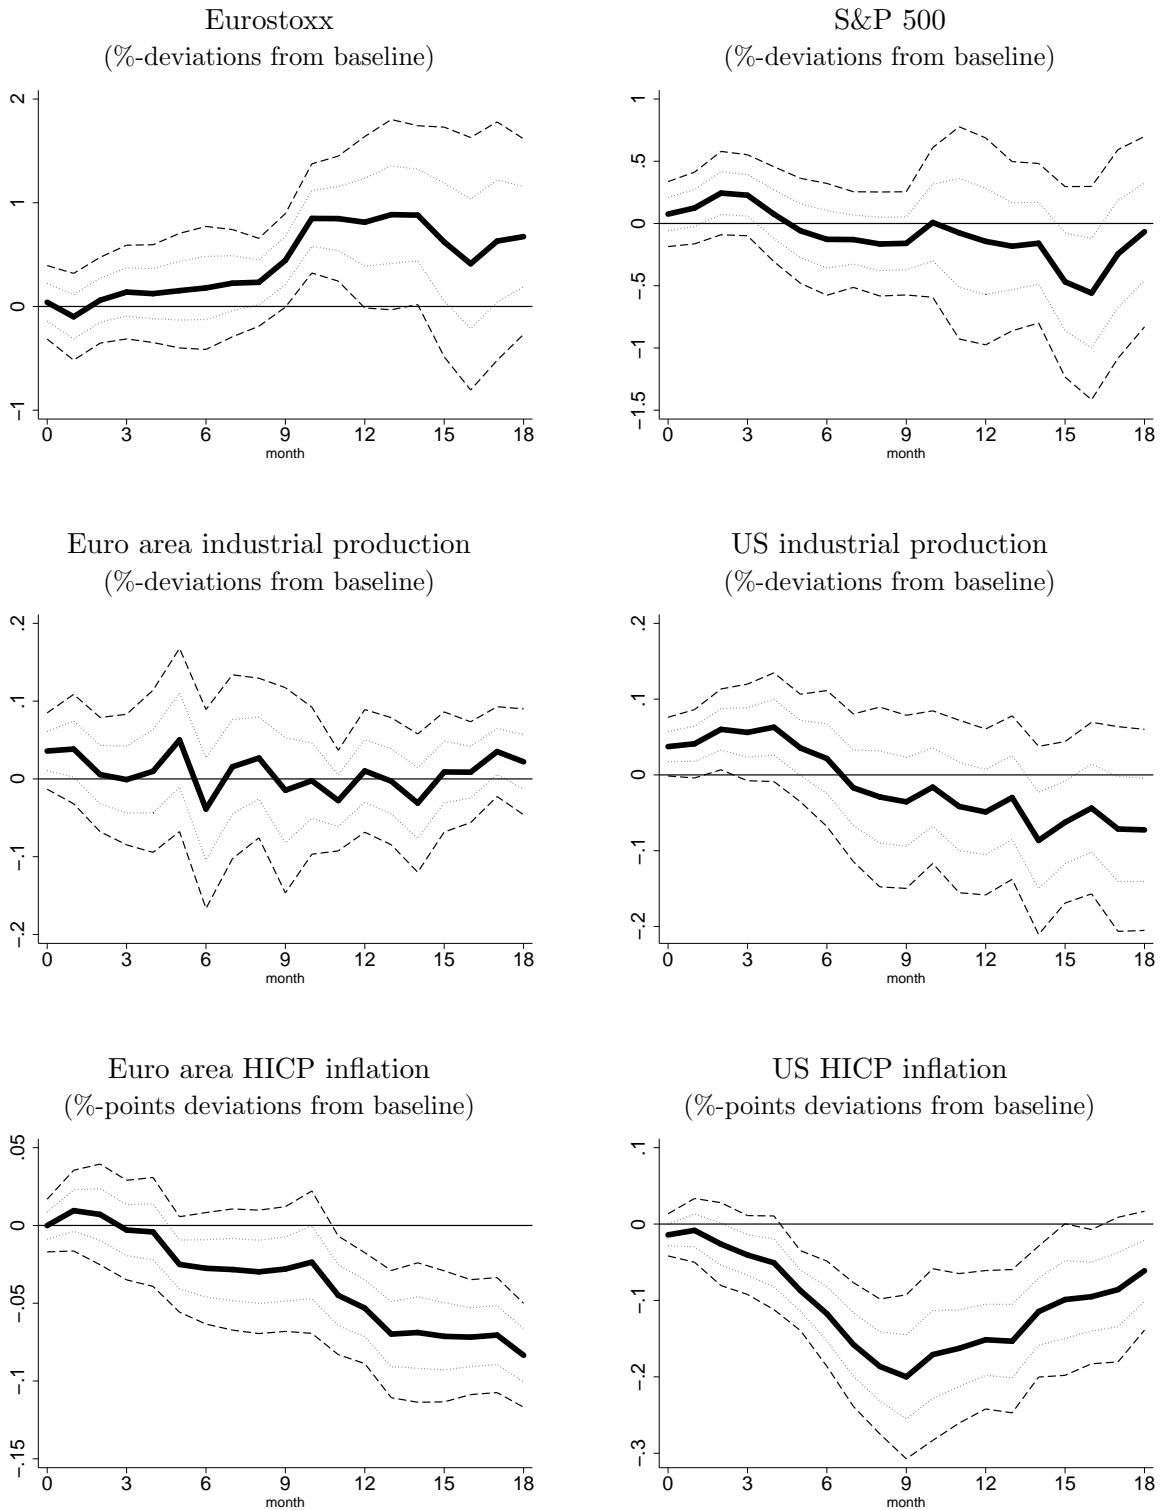 Eurostoxx
(%-deviations from baseline)
2
1
0
−1
0 3 6 9 12 15 18
month
S&P 500
(%-deviations from baseline)
1
.5
0
−.5
−1
−1.5
0 3 6 9 12 15 18
month
Euro area industrial production
(%-deviations from baseline)
.2
.1
0
−.1
−.2
0 3 6 9 12 15 18
month
US industrial production
(%-deviations from baseline)
.2
.1
0
−.1
−.2
0 3 6 9 12 15 18
month
Euro area HICP inflation
(%-points deviations from baseline)
.05
0
−.05
−.1
−.15
0 3 6 9 12 15 18
month
US HICP inflation
(%-points deviations from baseline)
.1
0
−.1
−.2
−.3
0 3 6 9 12 15 18
month